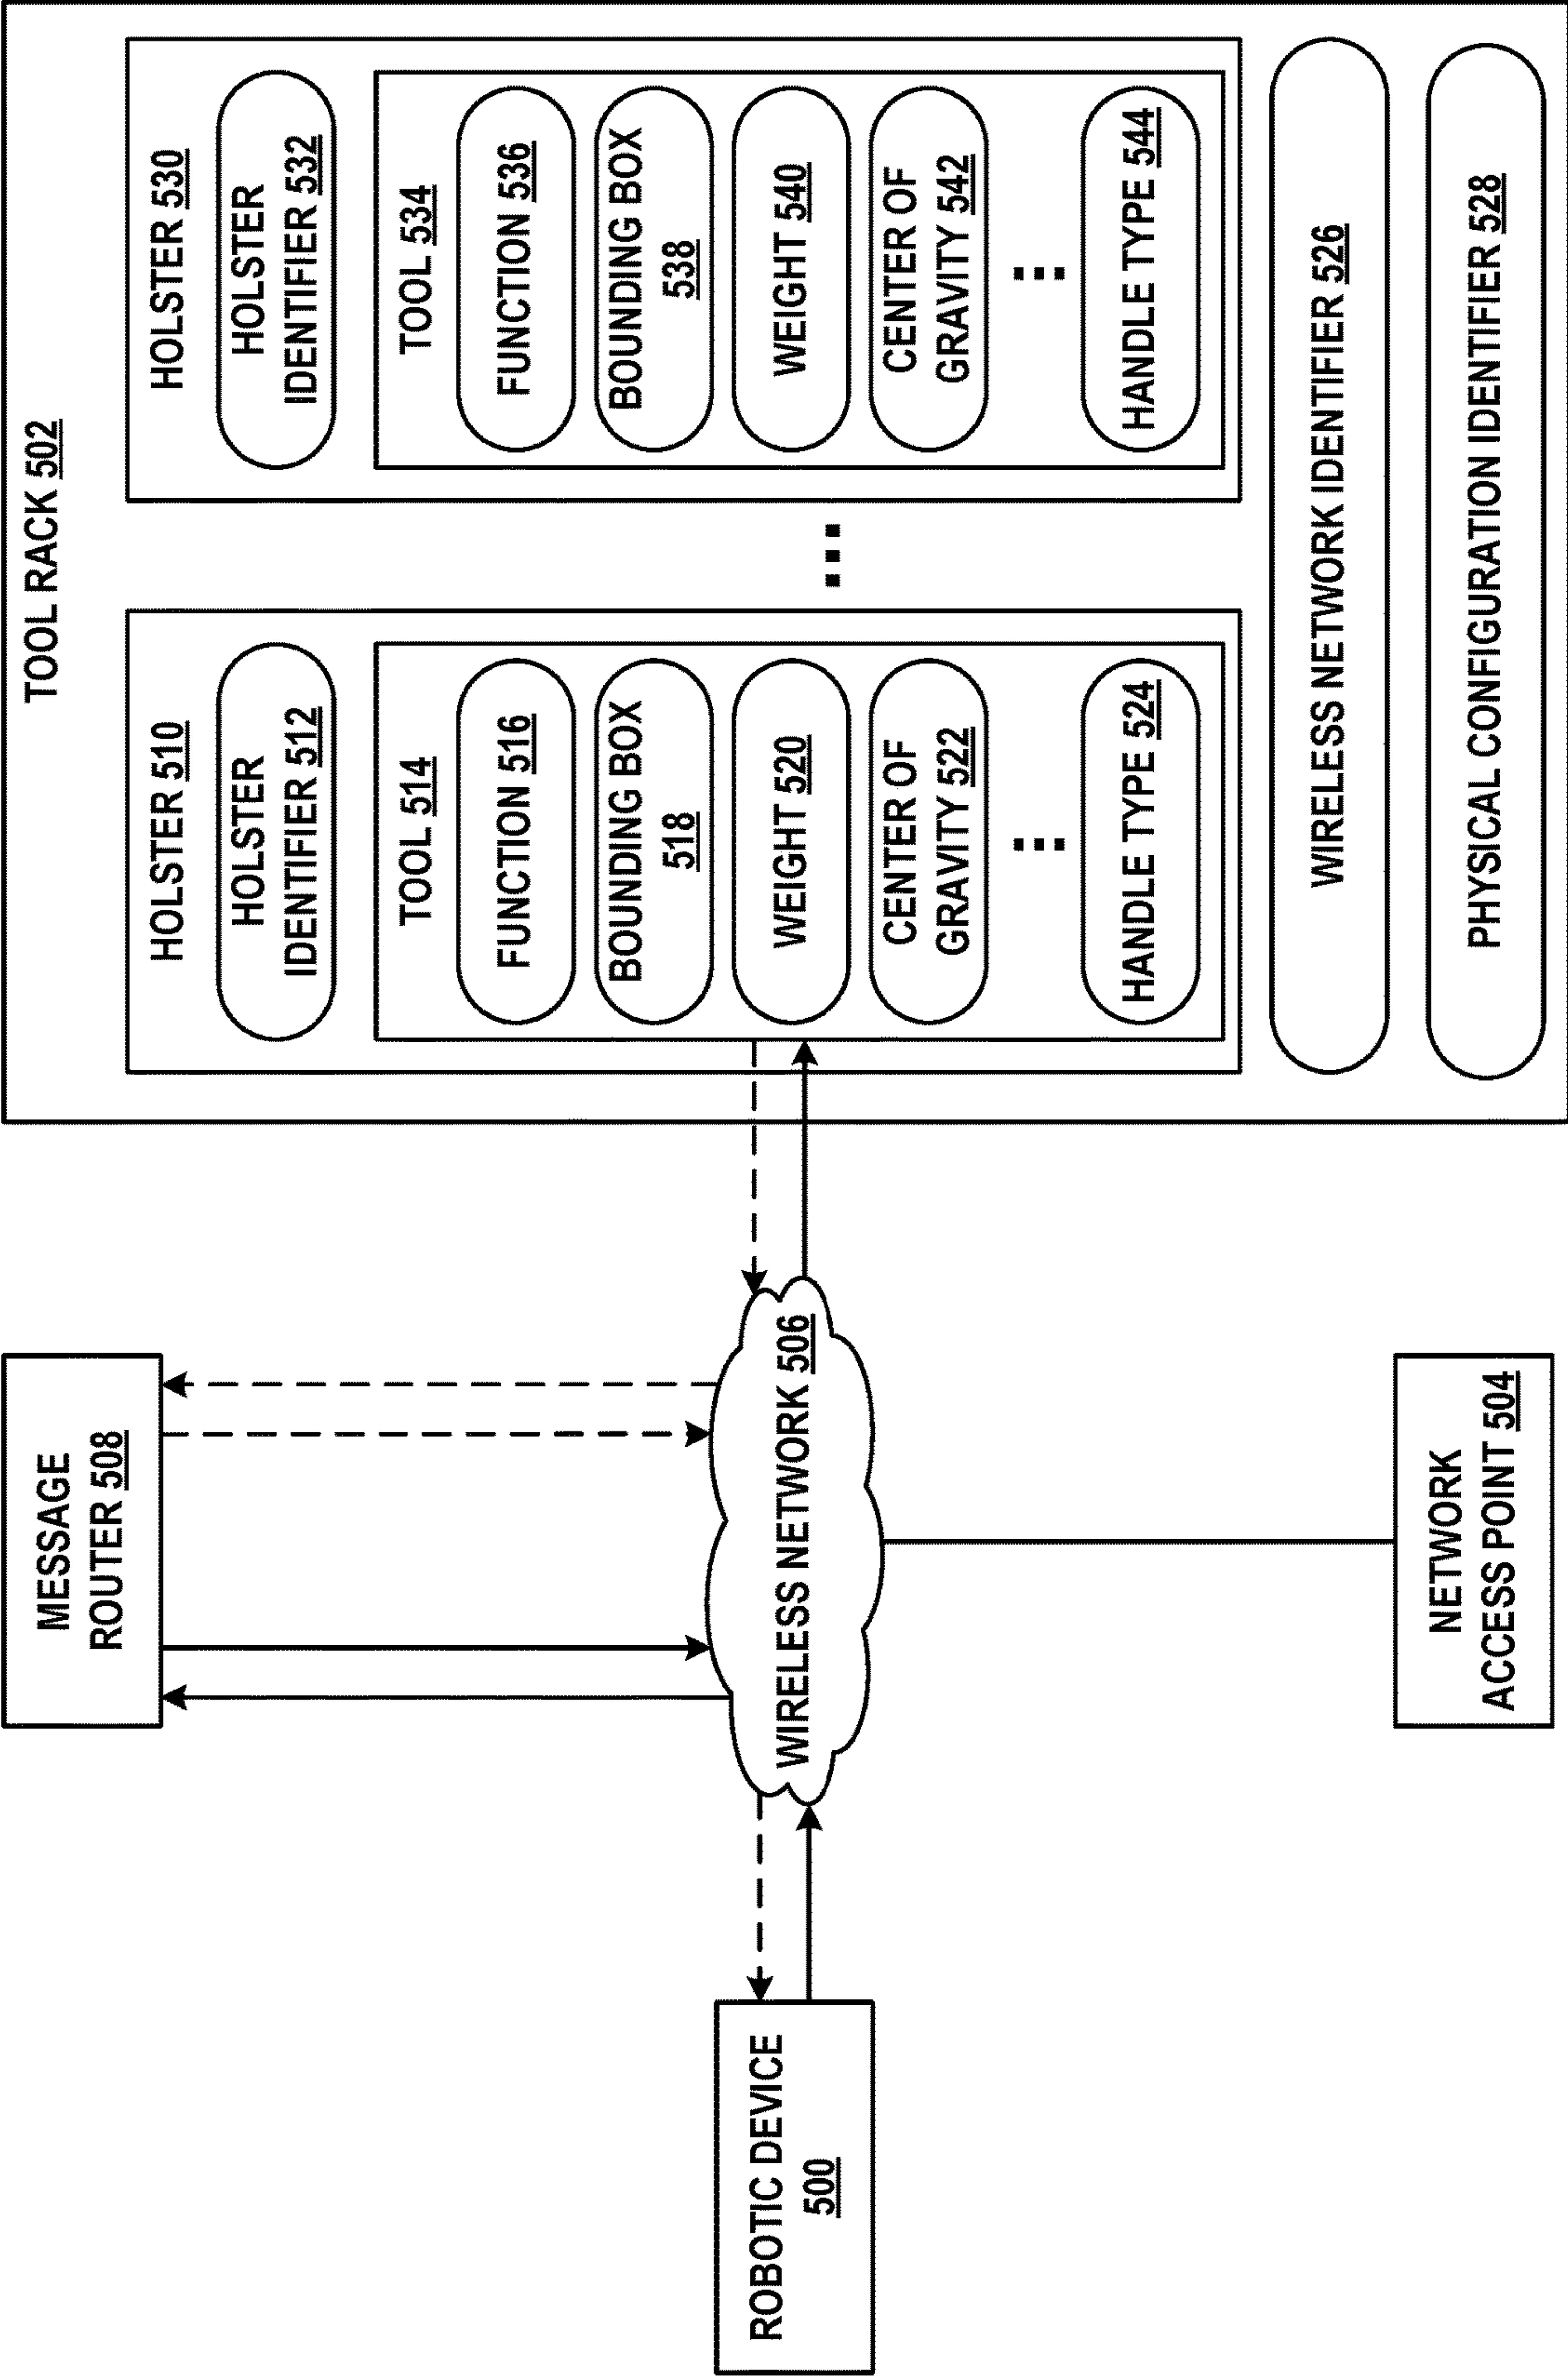 MESSAGE
ROUTER 508
ROBOTIC DEVICE
500
WIRELESS NETWORK 506
NETWORK
ACCESS POINT 504
TOOL RACK 502
HOLSTER 510
HOLSTER
IDENTIFIER 512
TOOL 514
FUNCTION 516
BOUNDING BOX
518
WEIGHT 520
CENTER OF
GRAVITY 522
HANDLE TYPE 524
HOLSTER 530
HOLSTER
IDENTIFIER 532
TOOL 534
FUNCTION 536
BOUNDING BOX
538
WEIGHT 540
CENTER OF
GRAVITY 542
HANDLE TYPE 544
WIRELESS NETWORK IDENTIFIER 526
PHYSICAL CONFIGURATION IDENTIFIER 528